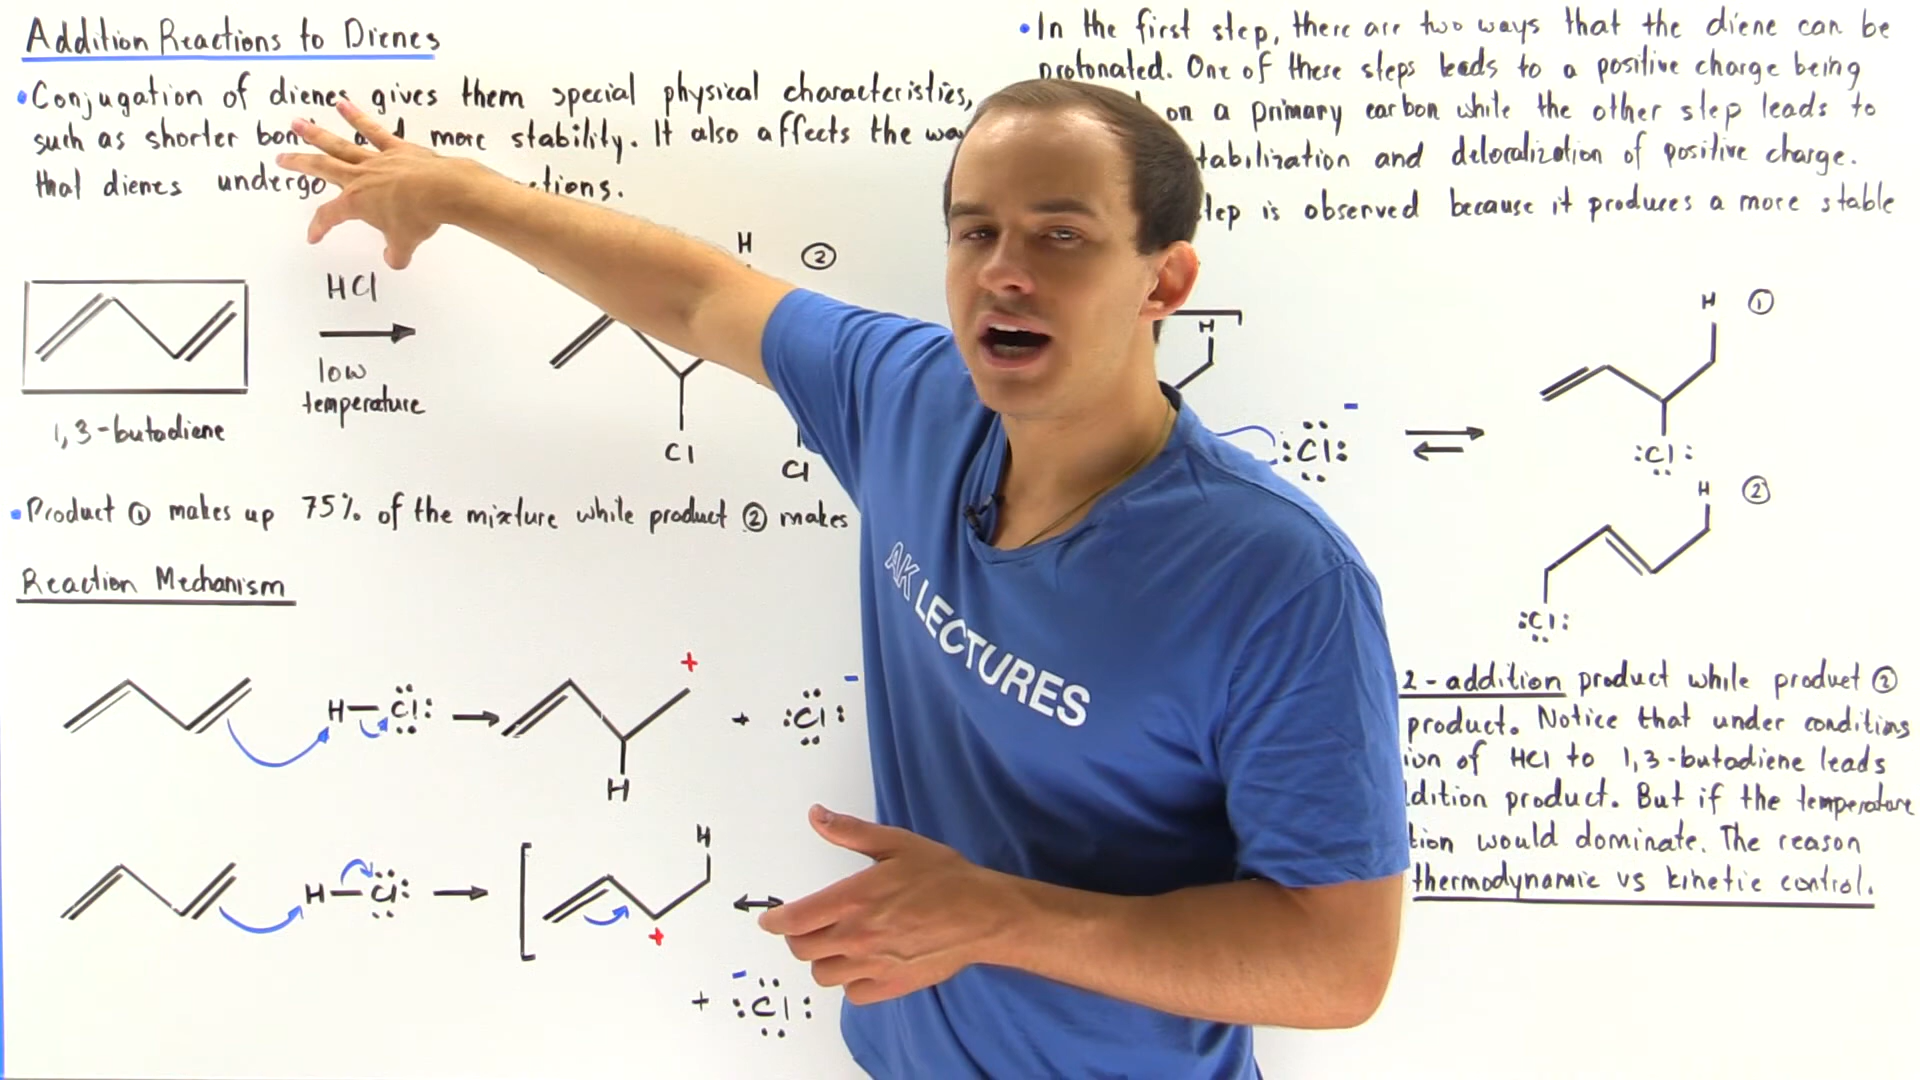 Addition Reactions to Dienes
•Conjugation of dienes gives them special physical characteristics,
such as shorter more stability. It also affects the
that dienes undergo
HCl
low
temperature
1,3-butadiene
H
②
Cl
Cl
•Product ① makes up 75% of the mixture while product ② makes
Reaction Mechanism
H—Cl:
+
H
+ :Cl: -
H—Cl:
H
+
+ :Cl: -
•In the first step, there are two ways that the diene can be
protonated. One of these steps leads to a positive charge being
on a primary carbon while the other step leads to
and delocalization of positive charge.
is observed because it produces a more stable
H
:Cl: -
H ①
:Cl:
H ②
:Cl:
2-addition product while product ②
product. Notice that under conditions
of HCl to 1,3-butadiene leads
product. But if the temperature
would dominate. The reason
thermodynamic vs kinetic control.
AK LECTURES